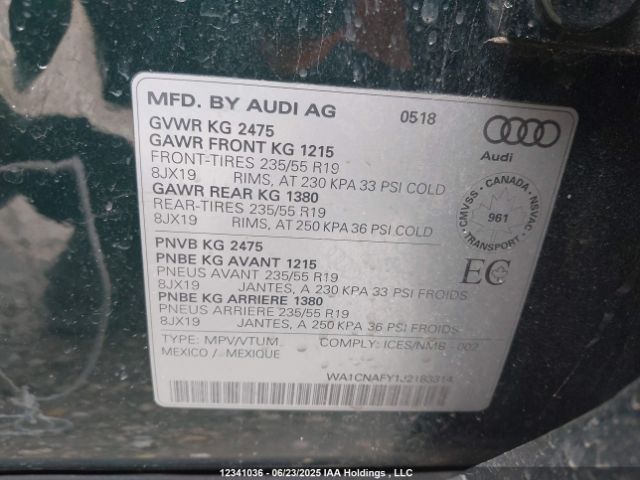 MFD. BY AUDI AG 0518
Audi
GVWR KG 2475
GAWR FRONT KG 1215
FRONT-TIRES 235/55 R19
8JX19 RIMS, AT 230 KPA 33 PSI COLD
GAWR REAR KG 1380
REAR-TIRES 235/55 R19
8JX19 RIMS, AT 250 KPA 36 PSI COLD
CMVSS - CANADA - NSVAC
961
TRANSPORT
PNVB KG 2475
PNBE KG AVANT 1215
PNEUS AVANT 235/55 R19
8JX19 JANTES, A 230 KPA 33 PSI FROIDS
PNBE KG ARRIERE 1380
PNEUS ARRIERE 235/55 R19
8JX19 JANTES, A 250 KPA 36 PSI FROIDS
EC
TYPE: MPV/VTUM COMPLY: ICES/NMB - 002
MEXICO / MEXIQUE
WA1CNAFY1J2183314
12341036 - 06/23/2025 IAA Holdings , LLC